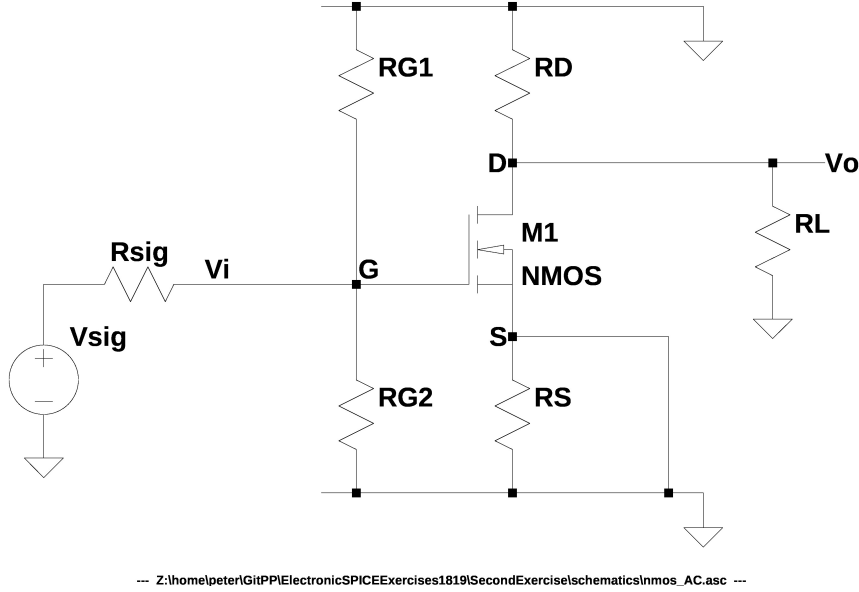 RG1
RD
D
Vo
RL
M1
NMOS
Rsig
Vi
G
Vsig
+
S
RG2
RS
--- Z:\home\peter\GitPP\ElectronicSPICEExercises1819\SecondExercise\schematics\nmos_AC.asc ---